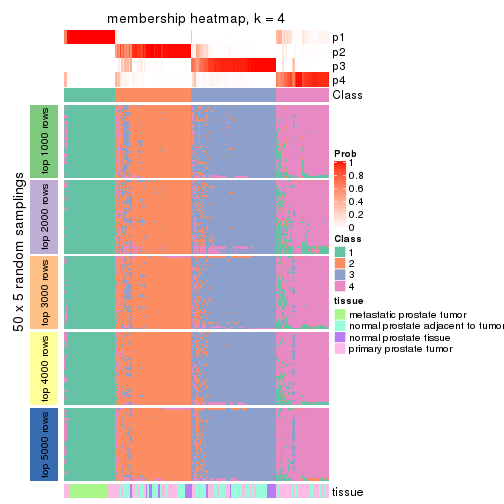 membership heatmap, k = 4
p1
p2
p3
p4
Class
50 x 5 random samplings
top 1000 rows
top 2000 rows
top 3000 rows
top 4000 rows
top 5000 rows
Prob
1
0.8
0.6
0.4
0.2
0
Class
1
2
3
4
tissue
metastatic prostate tumor
normal prostate adjacent to tumor
normal prostate tissue
primary prostate tumor
tissue